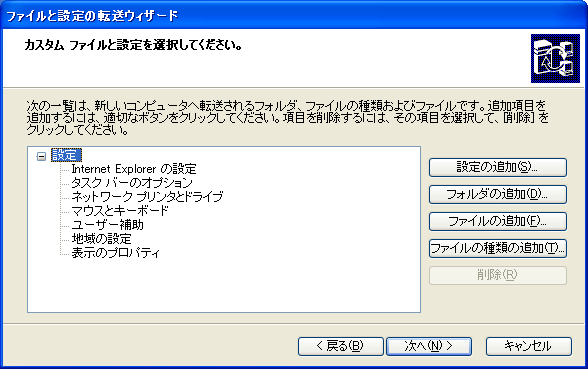 ファイルと設定の転送ウィザード
カスタム ファイルと設定を選択してください。
次の一覧は、新しいコンピュータへ転送されるフォルダ、ファイルの種類およびファイルです。追加項目を
追加するには、適切なボタンをクリックしてください。項目を削除するには、その項目を選択して、[削除] を
クリックしてください。
設定
Internet Explorer の設定
タスク バーのオプション
ネットワーク プリンタとドライブ
マウスとキーボード
ユーザー補助
地域の設定
表示のプロパティ
設定の追加(S)...
フォルダの追加(D)...
ファイルの追加(F)...
ファイルの種類の追加(T)...
削除(R)
< 戻る(B)
次へ(N) >
キャンセル